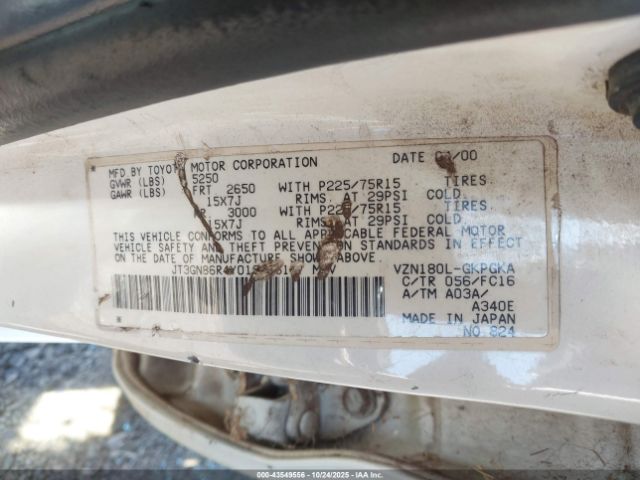 MFD.BY TOYOTA MOTOR CORPORATION DATE /00
GVWR (LBS) 5250
GAWR (LBS) FRT 2650 WITH P225/75R15 TIRES.
15X7J RIMS. AT 29PSI COLD.
3000 WITH P225/75R15 TIRES.
15X7J RIMS. AT 29PSI COLD.
THIS VEHICLE CONFORMS TO ALL APPLICABLE FEDERAL MOTOR
VEHICLE SAFETY AND THEFT PREVENTION STANDARDS IN EFFECT
ON THE DATE OF MANUFACTURE SHOWN ABOVE.
VZN180L-GKPGKA
C/TR 056/FC16
A/TM A03A/
A340E
MADE IN JAPAN
NO.824
000-43549556 - 10/24/2025 - IAA, Inc.